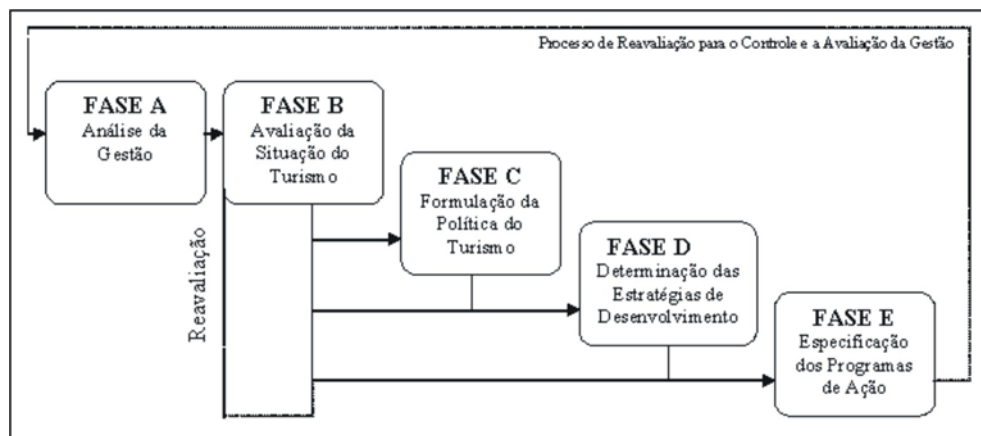 Processo de Reavaliação para o Controle e a Avaliação da Gestão
FASE A
Análise da
Gestão
FASE B
Avaliação da
Situação do
Turismo
FASE C
Formulação da
Política do
Turismo
FASE D
Determinação das
Estratégias de
Desenvolvimento
FASE E
Especificação
dos Programas
de Ação
Reavaliação